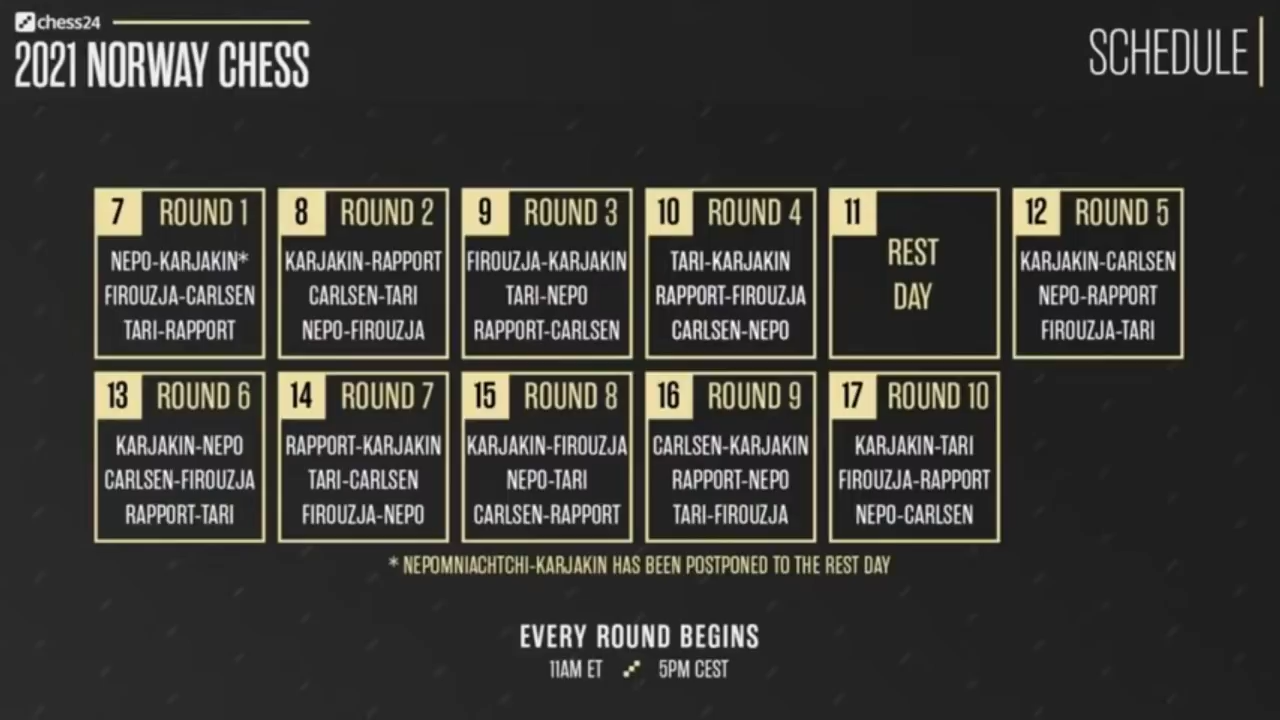 chess24
2021 NORWAY CHESS
SCHEDULE
7 ROUND 1
NEPO-KARJAKIN*
FIROUZJA-CARLSEN
TARI-RAPPORT
8 ROUND 2
KARJAKIN-RAPPORT
CARLSEN-TARI
NEPO-FIROUZJA
9 ROUND 3
FIROUZJA-KARJAKIN
TARI-NEPO
RAPPORT-CARLSEN
10 ROUND 4
TARI-KARJAKIN
RAPPORT-FIROUZJA
CARLSEN-NEPO
11
REST
DAY
12 ROUND 5
KARJAKIN-CARLSEN
NEPO-RAPPORT
FIROUZJA-TARI
13 ROUND 6
KARJAKIN-NEPO
CARLSEN-FIROUZJA
RAPPORT-TARI
14 ROUND 7
RAPPORT-KARJAKIN
TARI-CARLSEN
FIROUZJA-NEPO
15 ROUND 8
KARJAKIN-FIROUZJA
NEPO-TARI
CARLSEN-RAPPORT
16 ROUND 9
CARLSEN-KARJAKIN
RAPPORT-NEPO
TARI-FIROUZJA
17 ROUND 10
KARJAKIN-TARI
FIROUZJA-RAPPORT
NEPO-CARLSEN
* NEPOMNIACHTCHI-KARJAKIN HAS BEEN POSTPONED TO THE REST DAY
EVERY ROUND BEGINS
11AM ET 5PM CEST